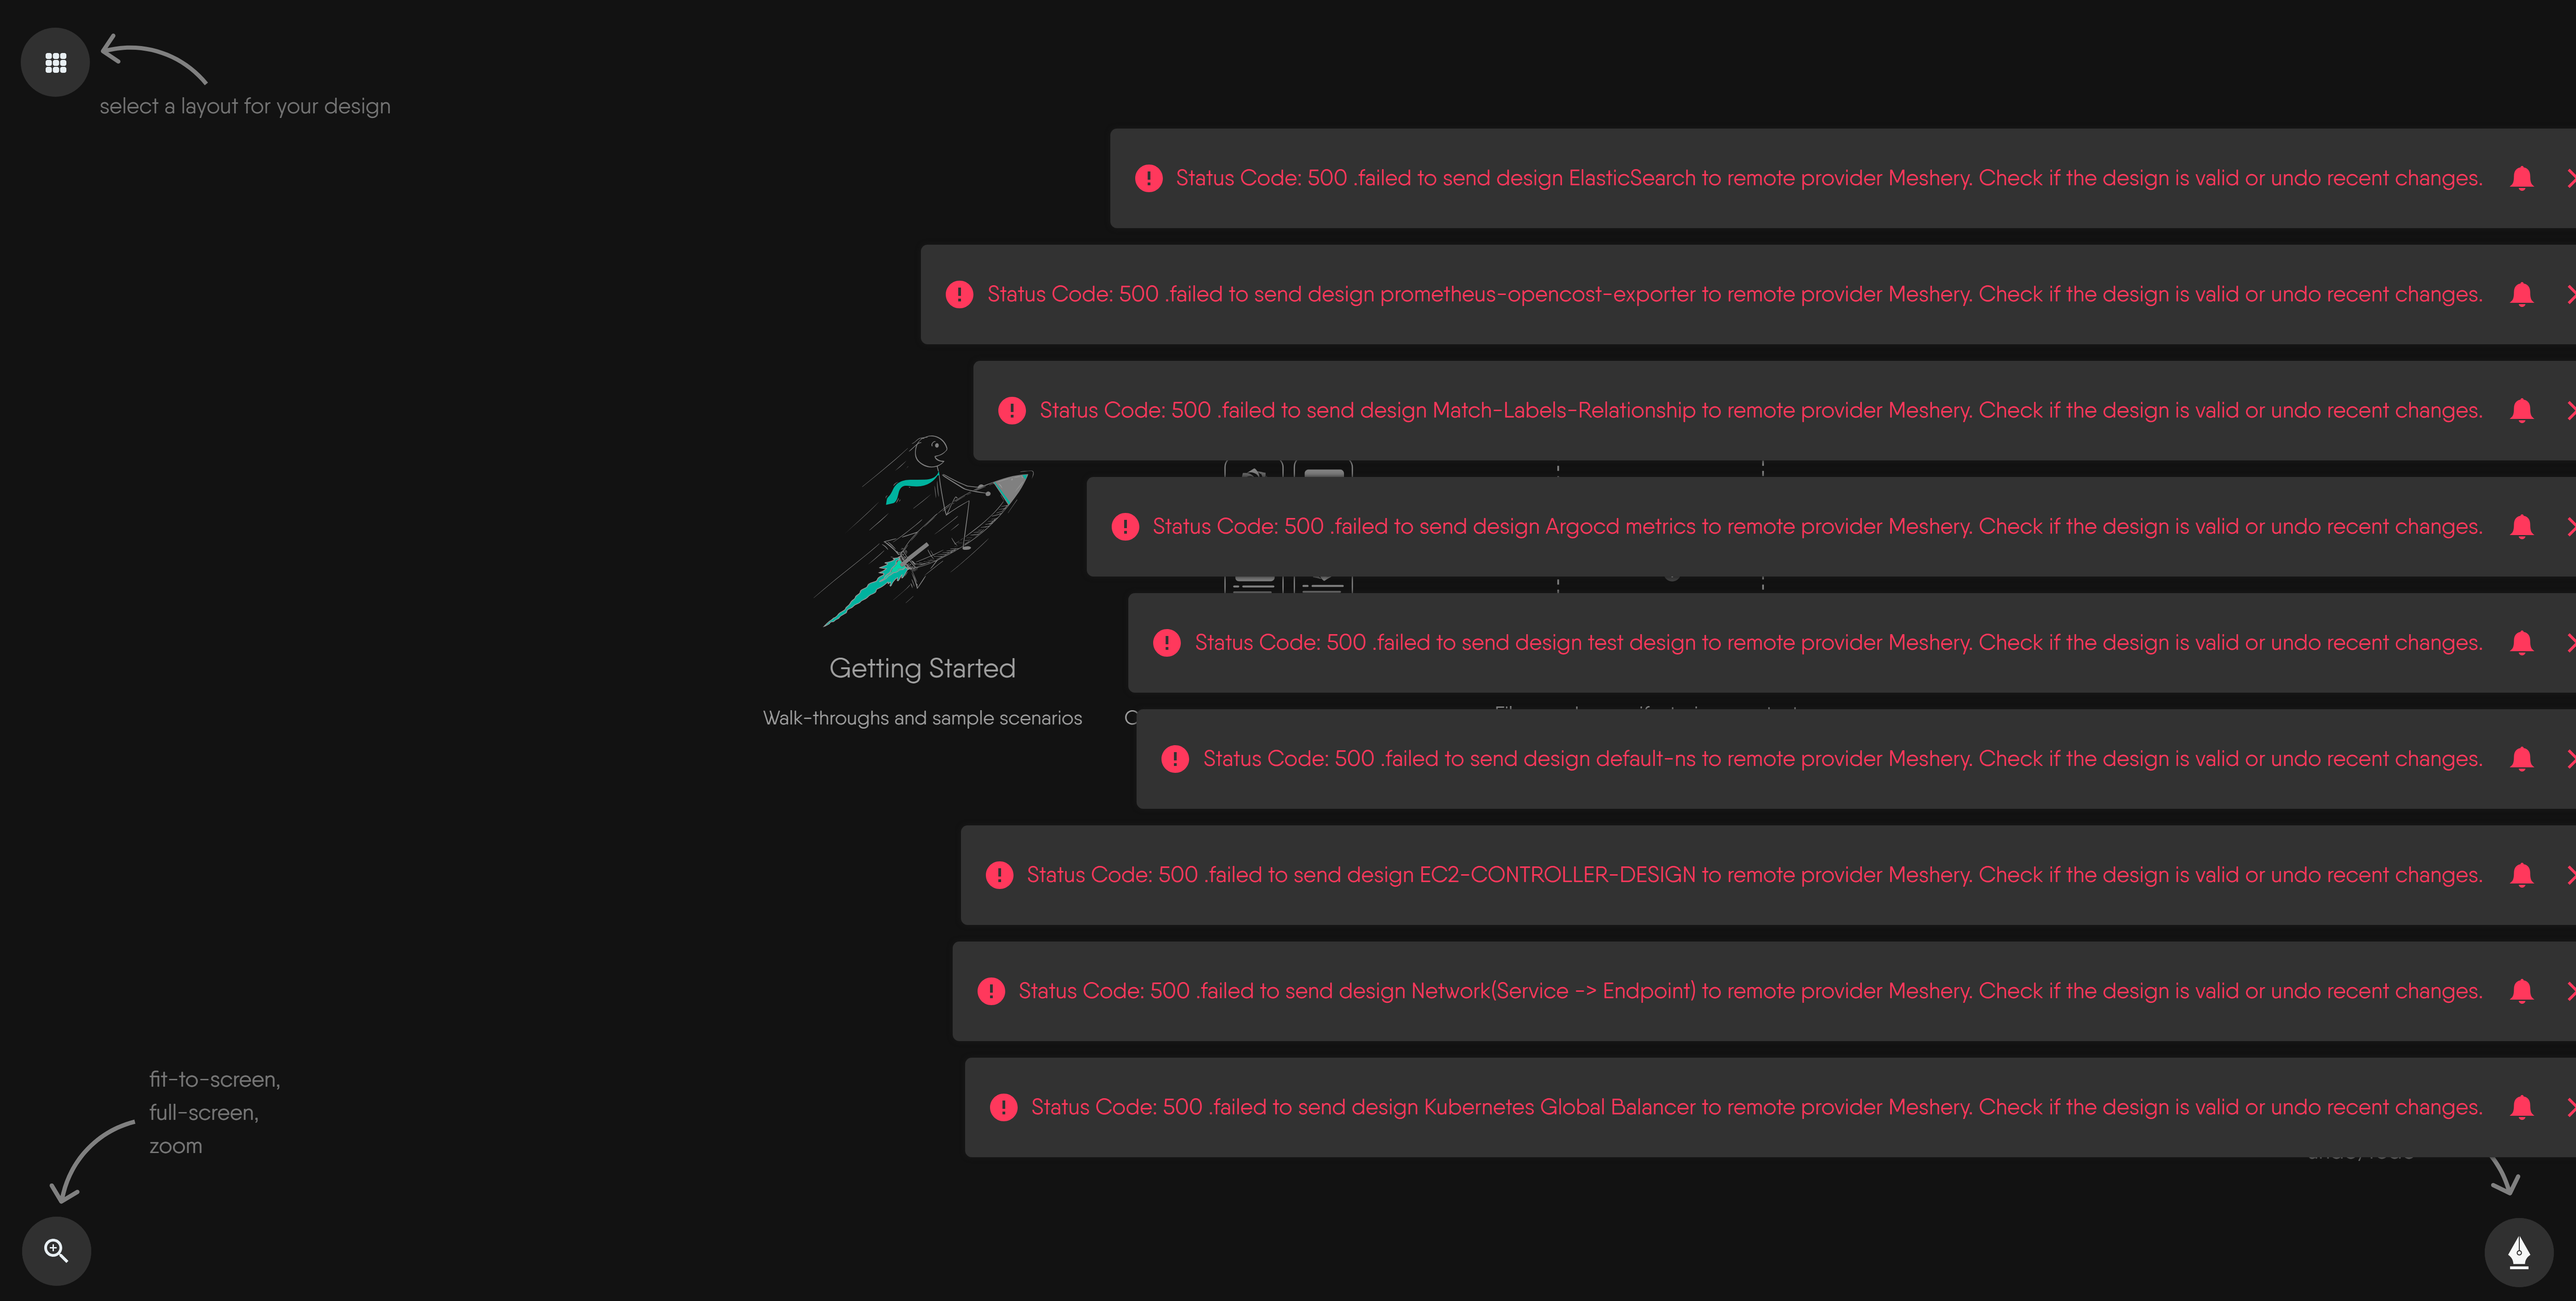 select a layout for your design
Status Code: 500 .failed to send design ElasticSearch to remote provider Meshery. Check if the design is valid or undo recent changes.
Status Code: 500 .failed to send design prometheus-opencost-exporter to remote provider Meshery. Check if the design is valid or undo recent changes.
Status Code: 500 .failed to send design Match-Labels-Relationship to remote provider Meshery. Check if the design is valid or undo recent changes.
Status Code: 500 .failed to send design Argocd metrics to remote provider Meshery. Check if the design is valid or undo recent changes.
Status Code: 500 .failed to send design test design to remote provider Meshery. Check if the design is valid or undo recent changes.
Getting Started
Walk-throughs and sample scenarios
Status Code: 500 .failed to send design default-ns to remote provider Meshery. Check if the design is valid or undo recent changes.
Status Code: 500 .failed to send design EC2-CONTROLLER-DESIGN to remote provider Meshery. Check if the design is valid or undo recent changes.
Status Code: 500 .failed to send design Network(Service -> Endpoint) to remote provider Meshery. Check if the design is valid or undo recent changes.
Status Code: 500 .failed to send design Kubernetes Global Balancer to remote provider Meshery. Check if the design is valid or undo recent changes.
fit-to-screen,
full-screen,
zoom